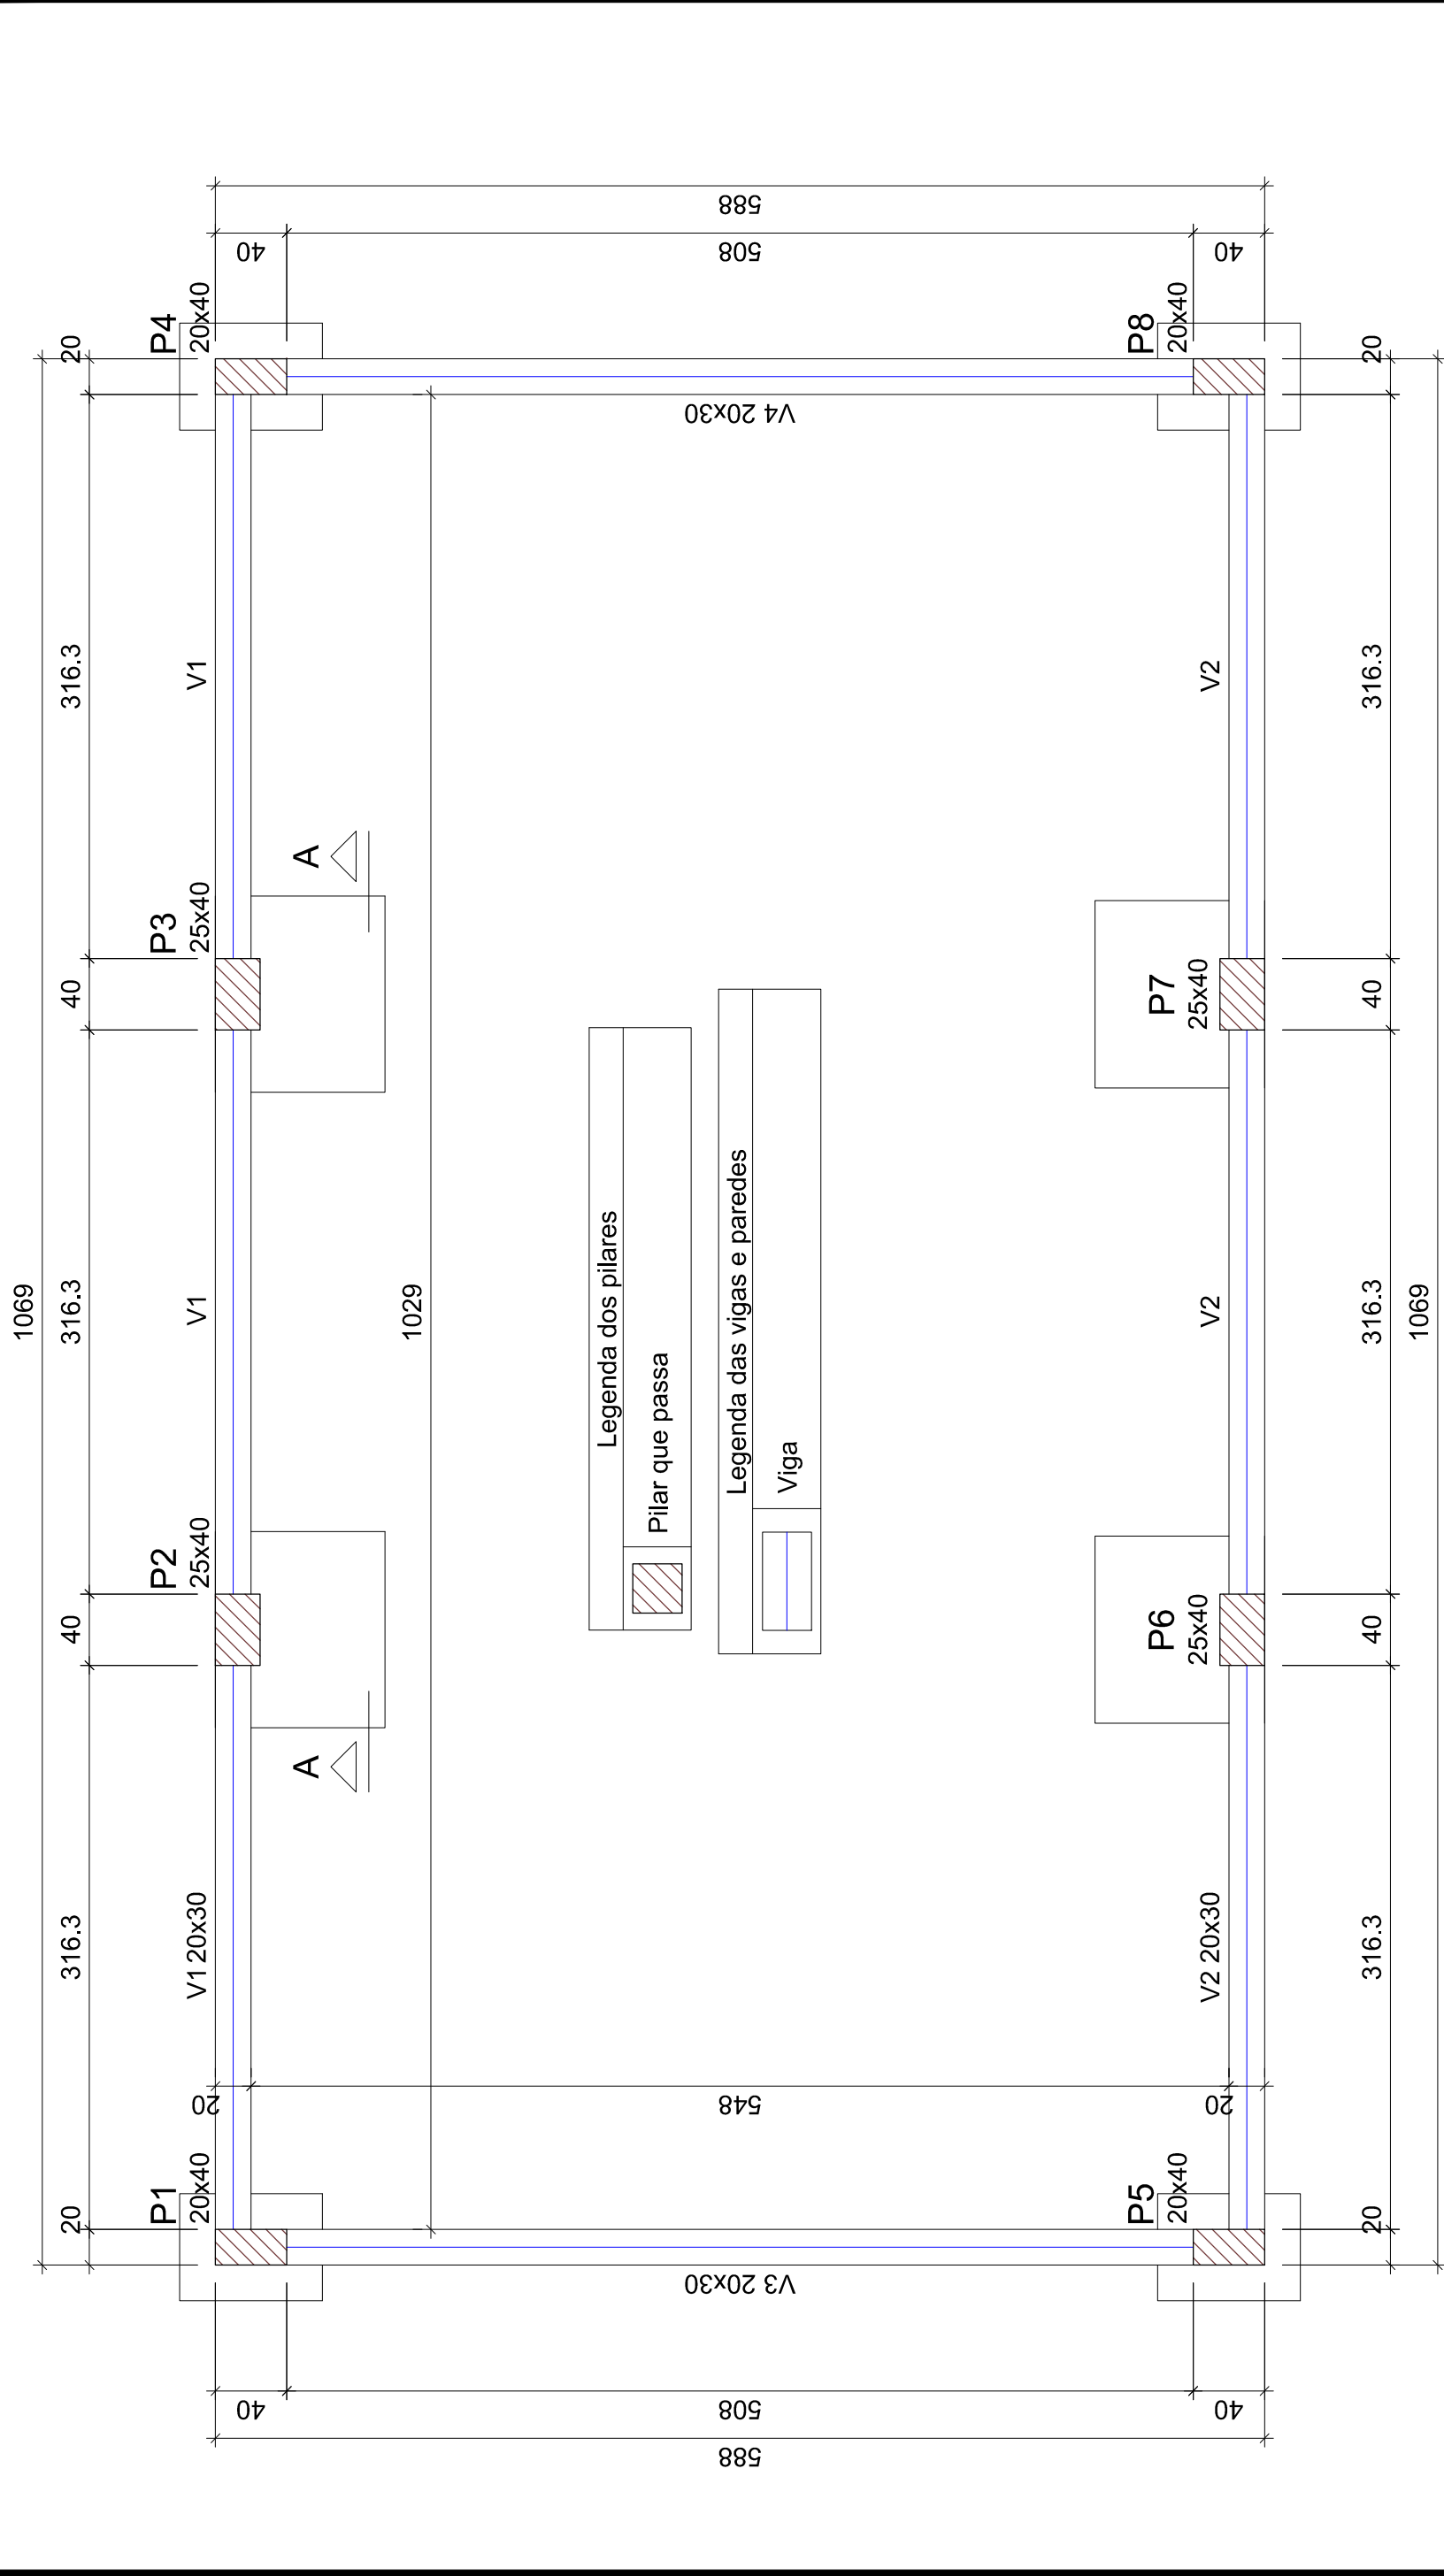 1069
20
316.3
40
316.3
40
316.3
20
P1
20x40
P2
25x40
P3
25x40
P4
20x40
V1 20x30
V1
V1
A
A
1029
588
40
508
40
20
548
20
V3 20x30
V4 20x30
40
508
40
588
Legenda dos pilares
Pilar que passa
Legenda das vigas e paredes
Viga
P5
20x40
P6
25x40
P7
25x40
P8
20x40
V2 20x30
V2
V2
20
316.3
40
316.3
40
316.3
20
1069